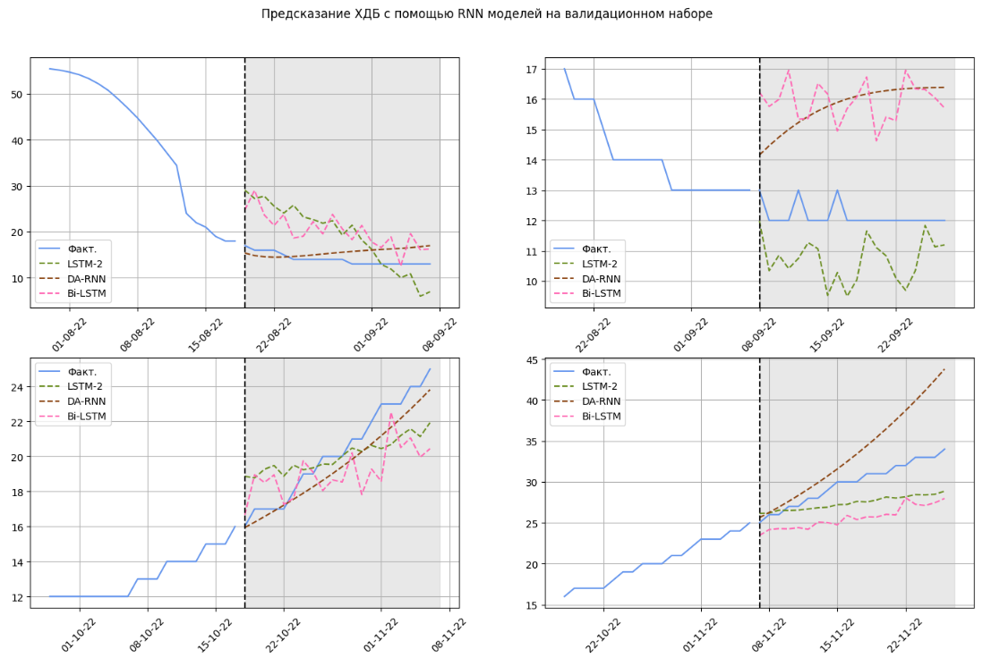 Предсказание ХДБ с помощью RNN моделей на валидационном наборе
50
40
30
20
10
Факт.
LSTM-2
DA-RNN
Bi-LSTM
01-08-22
08-08-22
15-08-22
22-08-22
01-09-22
08-09-22
17
16
15
14
13
12
11
10
Факт.
LSTM-2
DA-RNN
Bi-LSTM
22-08-22
01-09-22
08-09-22
15-09-22
22-09-22
24
22
20
18
16
14
12
Факт.
LSTM-2
DA-RNN
Bi-LSTM
01-10-22
08-10-22
15-10-22
22-10-22
01-11-22
08-11-22
45
40
35
30
25
20
15
Факт.
LSTM-2
DA-RNN
Bi-LSTM
22-10-22
01-11-22
08-11-22
15-11-22
22-11-22